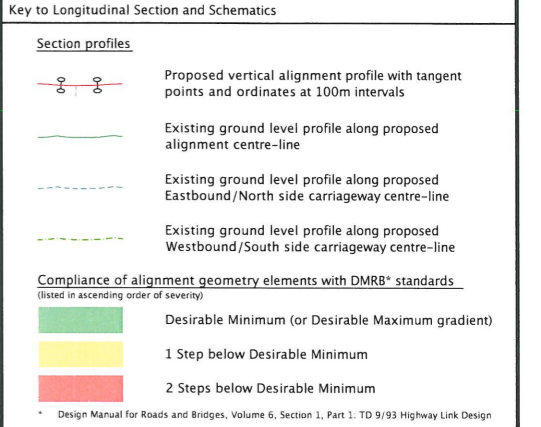 Key to Longitudinal Section and Schematics
Section profiles
Proposed vertical alignment profile with tangent
points and ordinates at 100m intervals
Existing ground level profile along proposed
alignment centre-line
Existing ground level profile along proposed
Eastbound/North side carriageway centre-line
Existing ground level profile along proposed
Westbound/South side carriageway centre-line
Compliance of alignment geometry elements with DMRB* standards
(listed in ascending order of severity)
Desirable Minimum (or Desirable Maximum gradient)
1 Step below Desirable Minimum
2 Steps below Desirable Minimum
* Design Manual for Roads and Bridges, Volume 6, Section 1, Part 1: TD 9/93 Highway Link Design